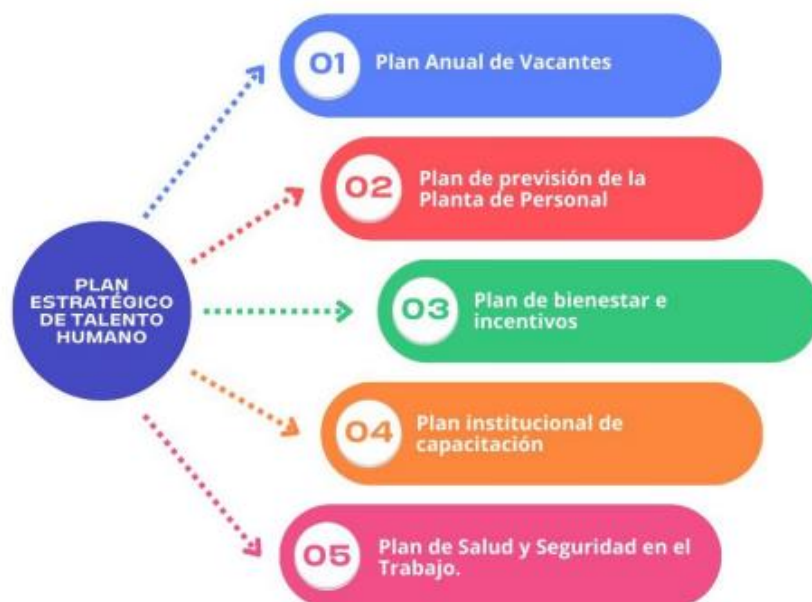 PLAN
ESTRATÉGICO
DE TALENTO
HUMANO
01
Plan Anual de Vacantes
02
Plan de previsión de la
Planta de Personal
03
Plan de bienestar e
incentivos
04
Plan institucional de
capacitación
05
Plan de Salud y Seguridad en el
Trabajo.